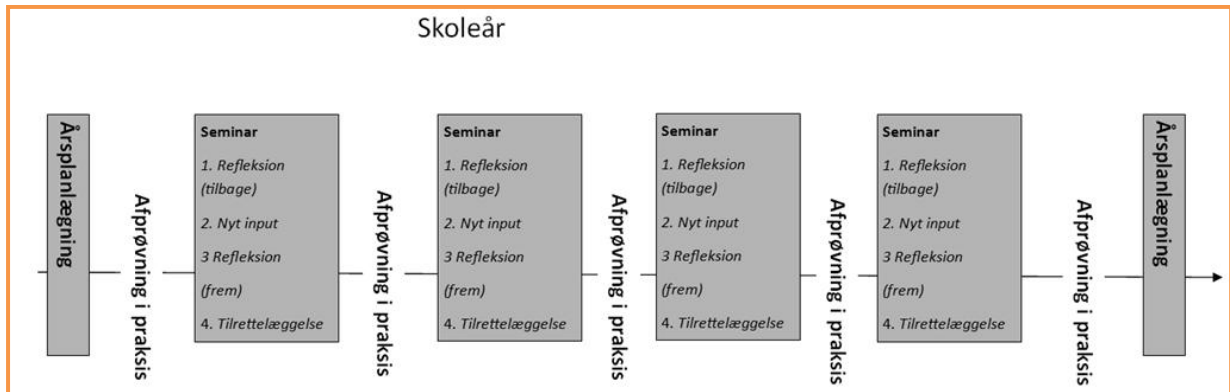 Skoleår
Årsplanlægning
Afprøvning i praksis
Seminar
1. Refleksion
(tilbage)
2. Nyt input
3 Refleksion
(frem)
4. Tilrettelæggelse
Afprøvning i praksis
Seminar
1. Refleksion
(tilbage)
2. Nyt input
3 Refleksion
(frem)
4. Tilrettelæggelse
Afprøvning i praksis
Seminar
1. Refleksion
(tilbage)
2. Nyt input
3 Refleksion
(frem)
4. Tilrettelæggelse
Afprøvning i praksis
Seminar
1. Refleksion
(tilbage)
2. Nyt input
3 Refleksion
(frem)
4. Tilrettelæggelse
Afprøvning i praksis
Årsplanlægning